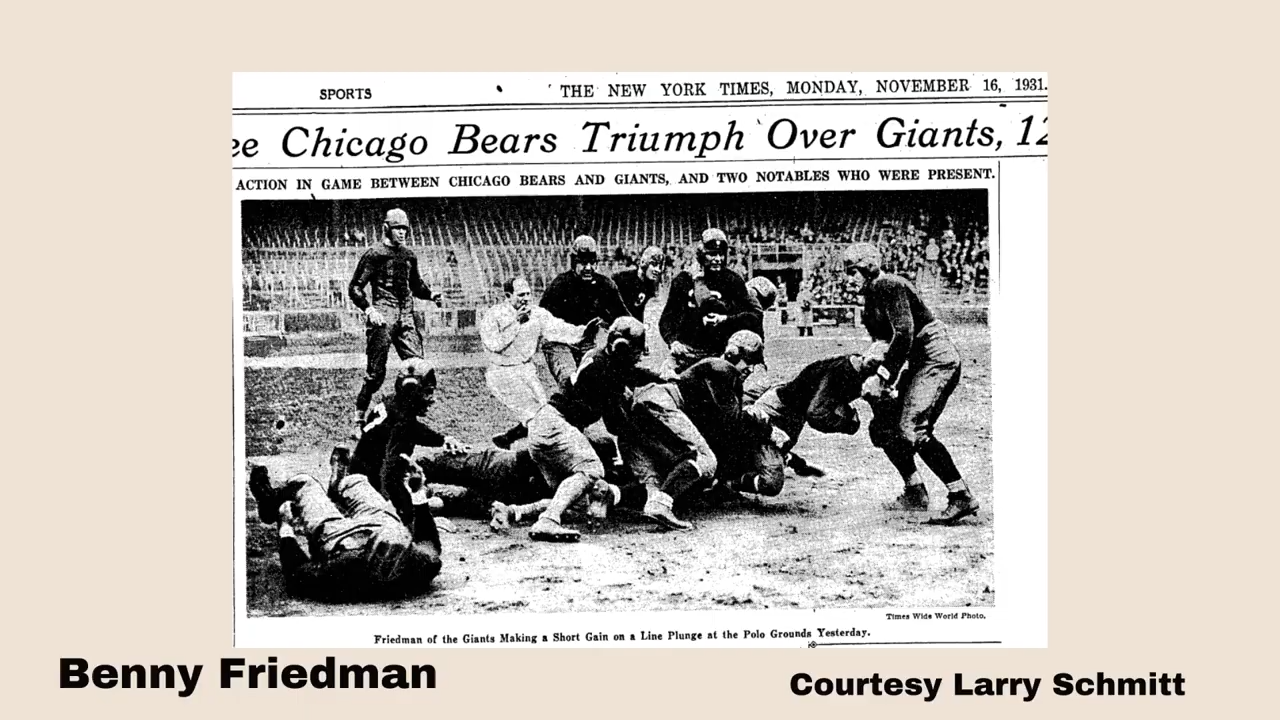 SPORTS
THE NEW YORK TIMES, MONDAY, NOVEMBER 16, 1931.
ee Chicago Bears Triumph Over Giants, 12
ACTION IN GAME BETWEEN CHICAGO BEARS AND GIANTS, AND TWO NOTABLES WHO WERE PRESENT.
Times Wide World Photo.
Friedman of the Giants Making a Short Gain on a Line Plunge at the Polo Grounds Yesterday.
Benny Friedman
Courtesy Larry Schmitt